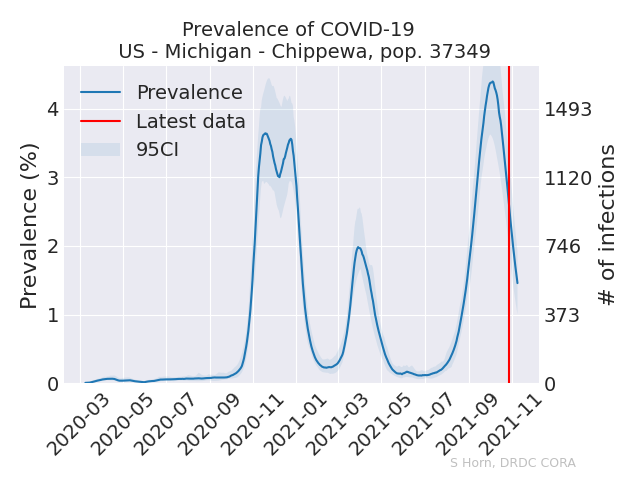 Prevalence of COVID-19
US - Michigan - Chippewa, pop. 37349
Prevalence
Latest data
95CI
Prevalence (%)
4
3
2
1
0
1493
1120
746
373
0
# of infections
2020-03
2020-05
2020-07
2020-09
2020-11
2021-01
2021-03
2021-05
2021-07
2021-09
2021-11
S Horn, DRDC CORA